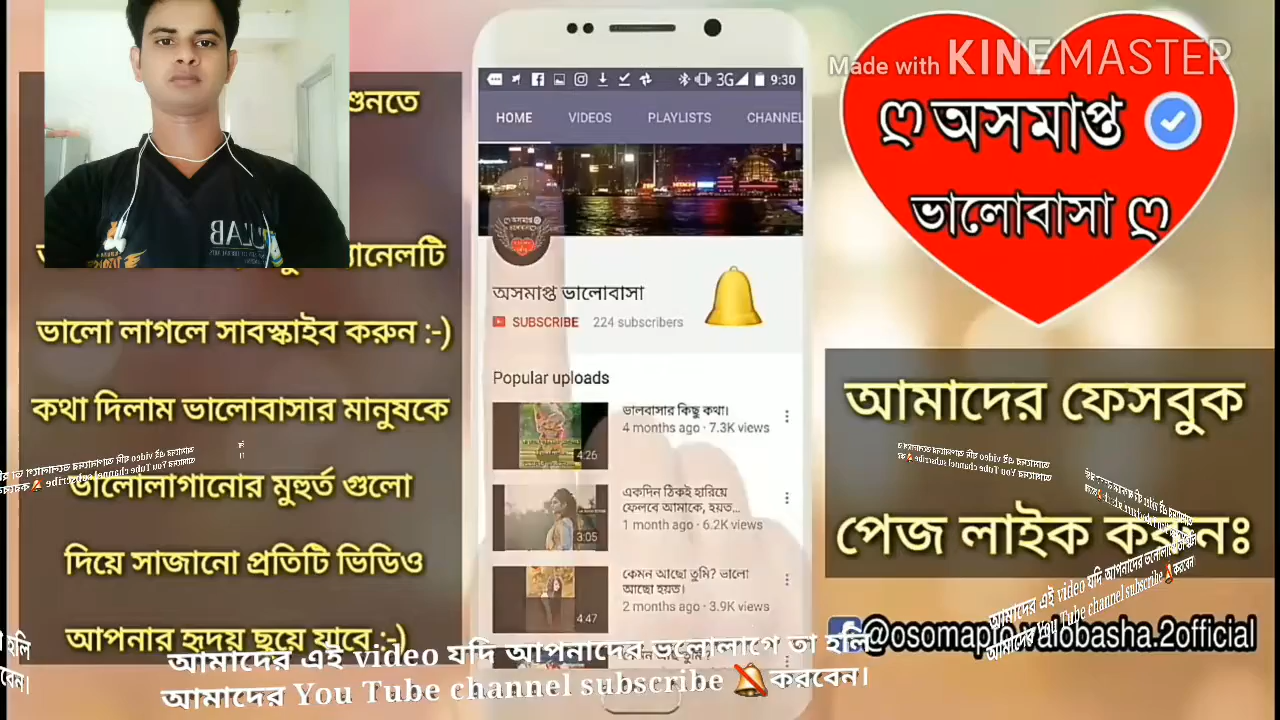 শুনতে
ভালো লাগলে সাবস্কাইব করুন :-)
কথা দিলাম ভালোবাসার মানুষকে
ভালোলাগানোর মুহুর্ত গুলো
দিয়ে সাজানো প্রতিটি ভিডিও
আপনার হৃদয় ছুয়ে যাবে :-)
3G 9:30
HOME VIDEOS PLAYLISTS CHANNEL
অসমাপ্ত ভালোবাসা
SUBSCRIBE 224 subscribers
Popular uploads
ভালবাসার কিছু কথা।
4 months ago · 7.3K views
4:26
একদিন ঠিকই হারিয়ে
ফেলবে আমাকে, হয়ত...
1 month ago · 6.2K views
3:05
কেমন আছো তুমি? ভালো
আছো হয়ত।
2 months ago · 3.9K views
4:47
Made with KINEMASTER
ღ অসমাপ্ত
ভালোবাসা ღ
আমাদের ফেসবুক
পেজ লাইক করুনঃ
আমাদের এই video যদি আপনাদের ভালোলাগে তা হলি
আমাদের You Tube channel subscribe 🔕করবেন।